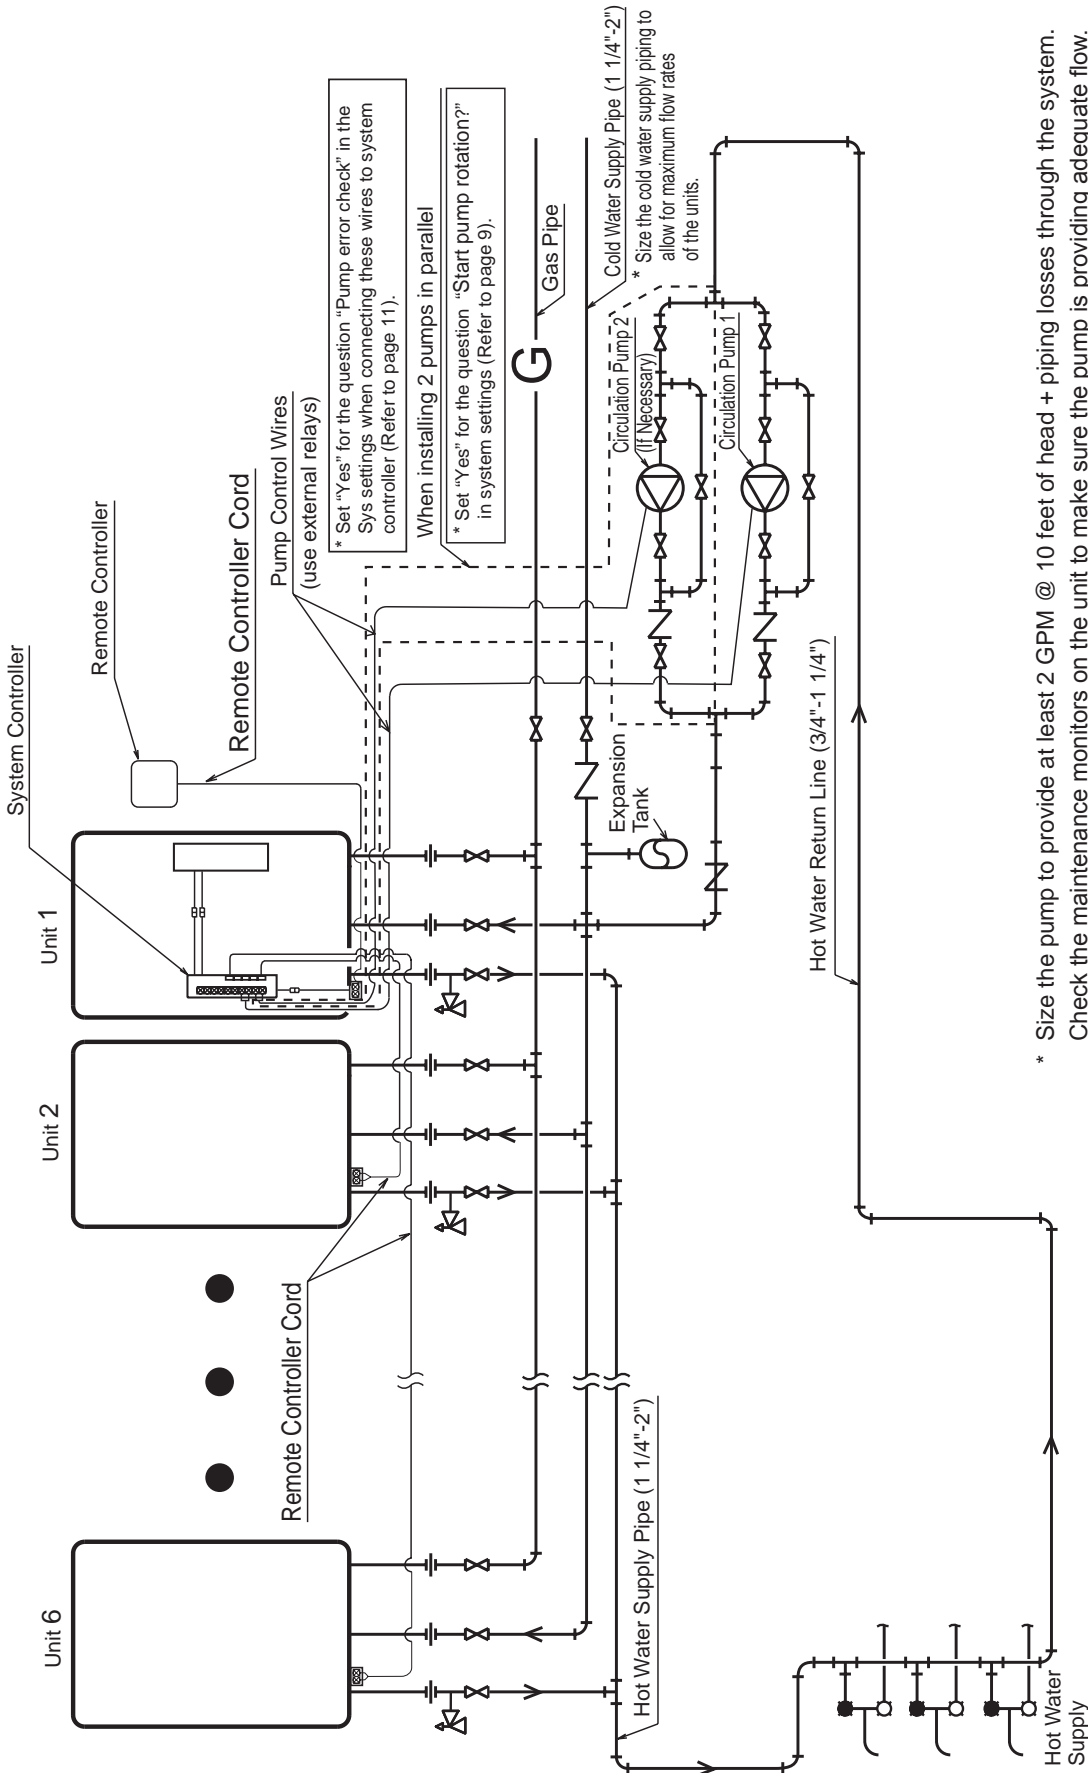 System Controller
Remote Controller
Remote Controller Cord
Pump Control Wires
(use external relays)
* Set “Yes” for the question “Pump error check” in the
Sys settings when connecting these wires to system
controller (Refer to page 11).
When installing 2 pumps in parallel
* Set “Yes” for the question “Start pump rotation?”
in system settings (Refer to page 9).
Unit 6
Unit 2
Unit 1
Remote Controller Cord
G
Gas Pipe
Cold Water Supply Pipe (1 1/4"-2")
* Size the cold water supply piping to
allow for maximum flow rates
of the units.
Circulation Pump 2
(If Necessary)
Circulation Pump 1
Expansion
Tank
Hot Water Supply Pipe (1 1/4"-2")
Hot Water Return Line (3/4"-1 1/4")
Hot Water
Supply
* Size the pump to provide at least 2 GPM @ 10 feet of head + piping losses through the system.
Check the maintenance monitors on the unit to make sure the pump is providing adequate flow.